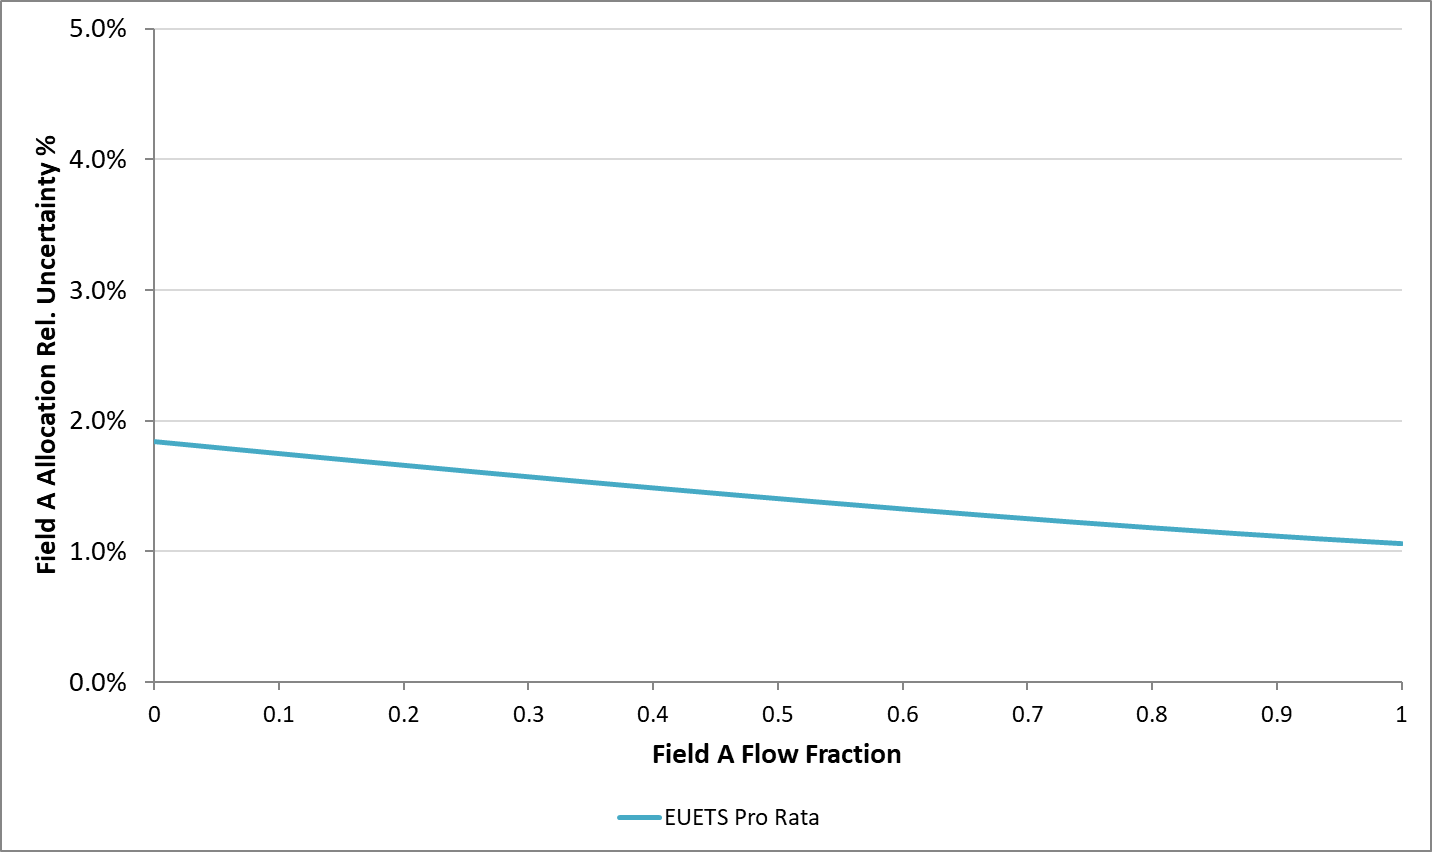 Field A Allocation Rel. Uncertainty %
5.0%
4.0%
3.0%
2.0%
1.0%
0.0%
0 0.1 0.2 0.3 0.4 0.5 0.6 0.7 0.8 0.9 1
Field A Flow Fraction
EUETS Pro Rata